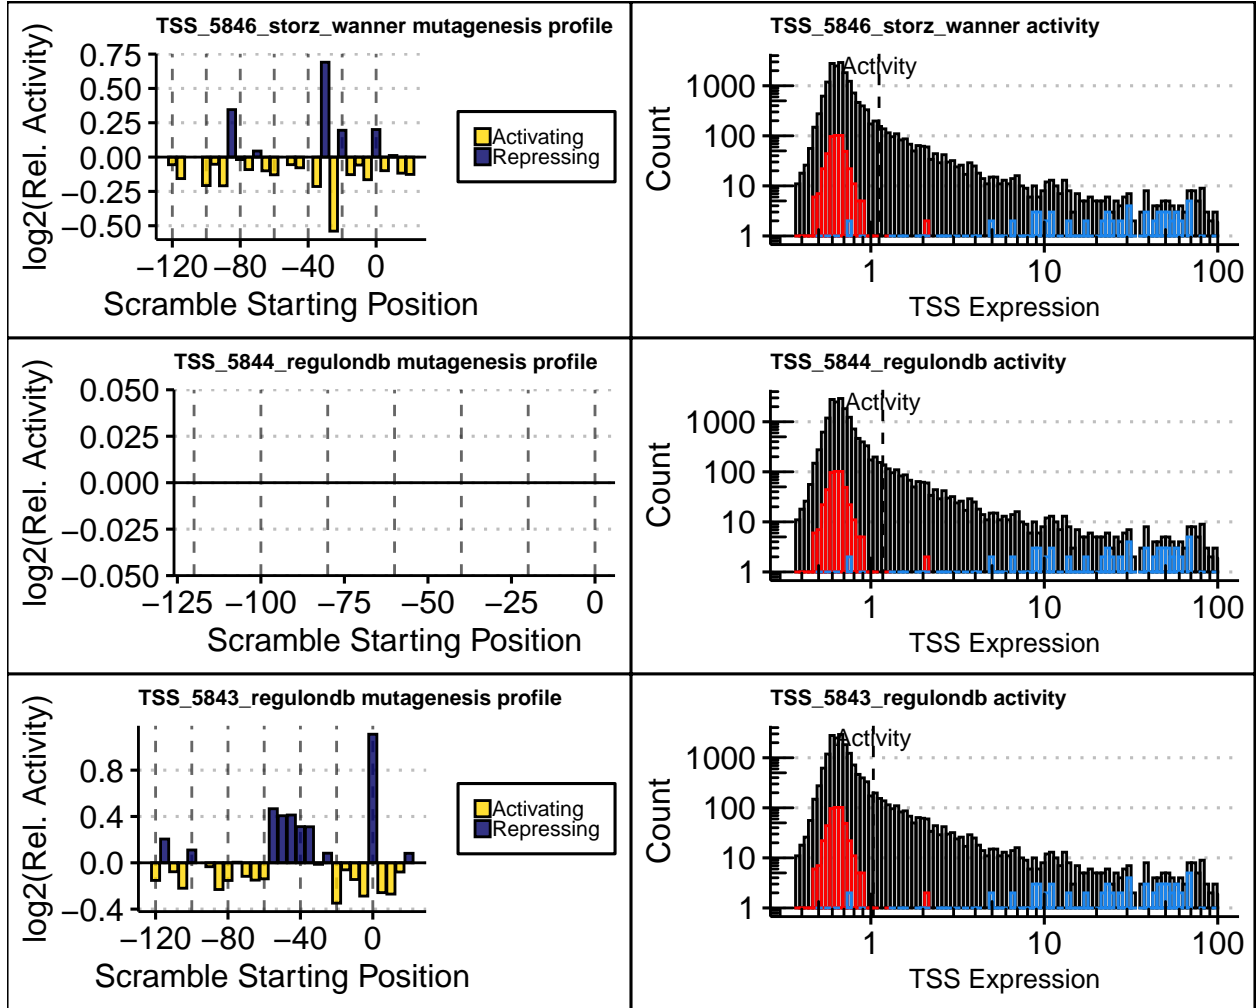 TSS_5846_storz_wanner mutagenesis profile
log2(Rel. Activity)
0.75
0.50
0.25
0.00
−0.25
−0.50
−120 −80 −40 0
Scramble Starting Position
Activating
Repressing
TSS_5846_storz_wanner activity
Activity
Count
1000
100
10
1
1 10 100
TSS Expression
TSS_5844_regulondb mutagenesis profile
log2(Rel. Activity)
0.050
0.025
0.000
−0.025
−0.050
−125 −100 −75 −50 −25 0
Scramble Starting Position
TSS_5844_regulondb activity
Activity
Count
1000
100
10
1
1 10 100
TSS Expression
TSS_5843_regulondb mutagenesis profile
log2(Rel. Activity)
0.8
0.4
0.0
−0.4
−120 −80 −40 0
Scramble Starting Position
Activating
Repressing
TSS_5843_regulondb activity
Activity
Count
1000
100
10
1
1 10 100
TSS Expression